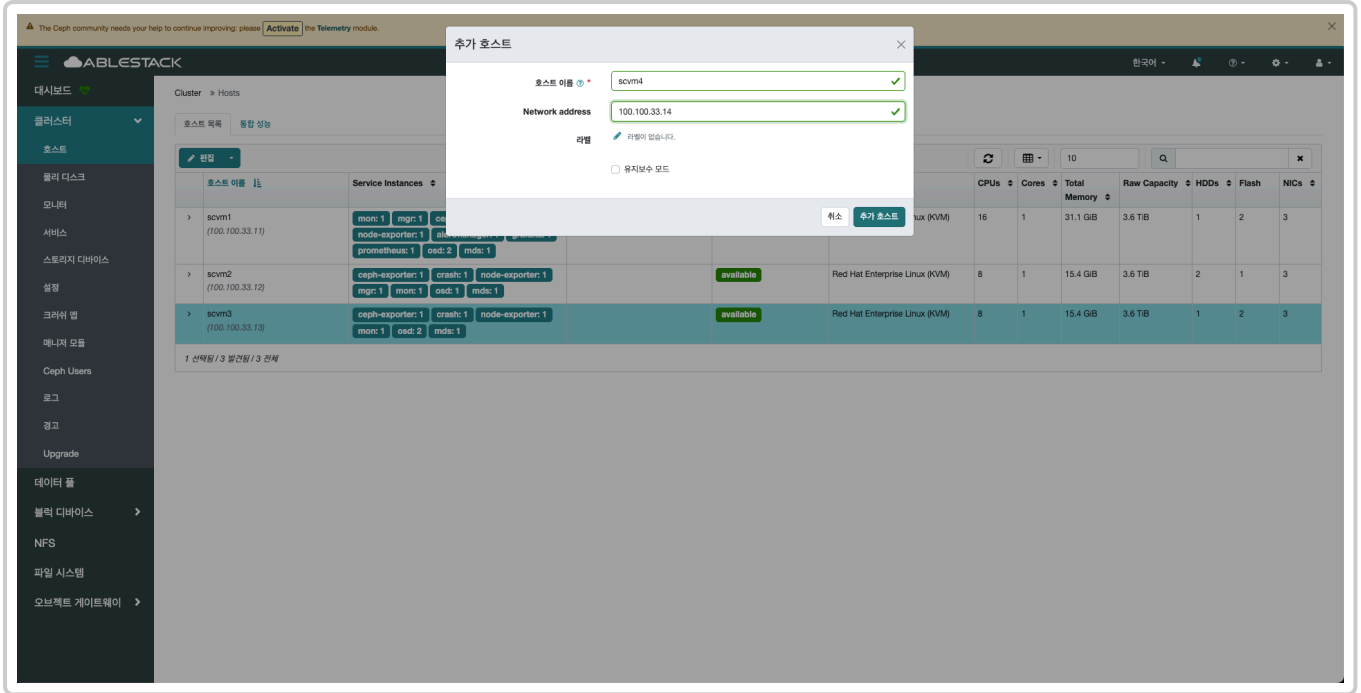 The Ceph community needs your help to continue improving: please Activate the Telemetry module.
추가 호스트
호스트 이름 *
scvm4
Network address
100.100.33.14
라벨
라벨이 없습니다.
유지보수 모드
취소
추가 호스트
ABLESTACK
한국어
대시보드
클러스터
호스트
물리 디스크
모니터
서비스
스토리지 디바이스
설정
크러쉬 맵
매니저 모듈
Ceph Users
로그
경고
Upgrade
데이터 풀
블럭 디바이스
NFS
파일 시스템
오브젝트 게이트웨이
Cluster » Hosts
호스트 목록 통합 성능
편집
10
호스트 이름 Service Instances CPUs Cores Total Memory Raw Capacity HDDs Flash NICs
scvm1
(100.100.33.11)
mon: 1 mgr: 1
node-exporter: 1
prometheus: 1 osd: 2 mds: 1
(KVM) 16 1 31.1 GiB 3.6 TiB 1 2 3
scvm2
(100.100.33.12)
ceph-exporter: 1 crash: 1 node-exporter: 1
mgr: 1 mon: 1 osd: 1 mds: 1
available Red Hat Enterprise Linux (KVM) 8 1 15.4 GiB 3.6 TiB 2 1 3
scvm3
(100.100.33.13)
ceph-exporter: 1 crash: 1 node-exporter: 1
mon: 1 osd: 2 mds: 1
available Red Hat Enterprise Linux (KVM) 8 1 15.4 GiB 3.6 TiB 1 2 3
1 선택됨 / 3 발견됨 / 3 전체